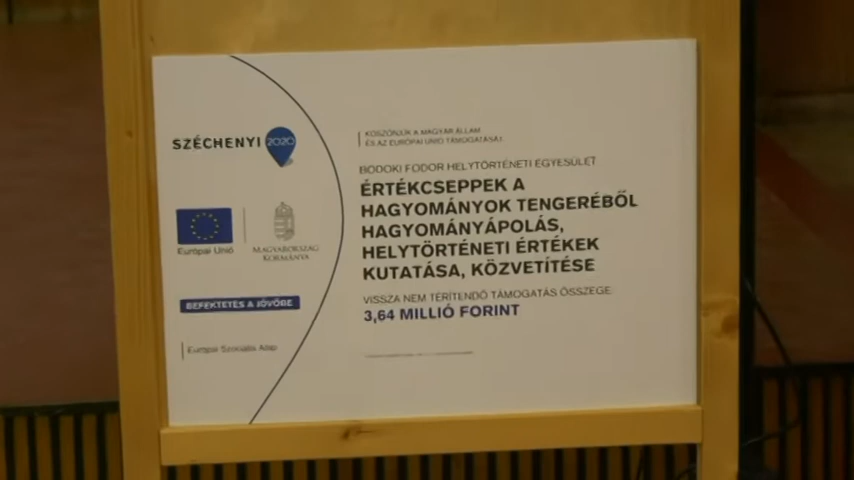 SZÉCHENYI 2020
Európai Unió
MAGYARORSZÁG
KORMÁNYA
BEFEKTETÉS A JÖVŐBE
Európai Szociális Alap
KÖSZÖNJÜK A MAGYAR ÁLLAM
ÉS AZ EURÓPAI UNIÓ TÁMOGATÁSÁT
BODOKI FODOR HELYTÖRTÉNETI EGYESÜLET
ÉRTÉKCSEPPEK A
HAGYOMÁNYOK TENGERÉBŐL
HAGYOMÁNYÁPOLÁS,
HELYTÖRTÉNETI ÉRTÉKEK
KUTATÁSA, KÖZVETÍTÉSE
VISSZA NEM TÉRÍTENDŐ TÁMOGATÁS ÖSSZEGE:
3,64 MILLIÓ FORINT